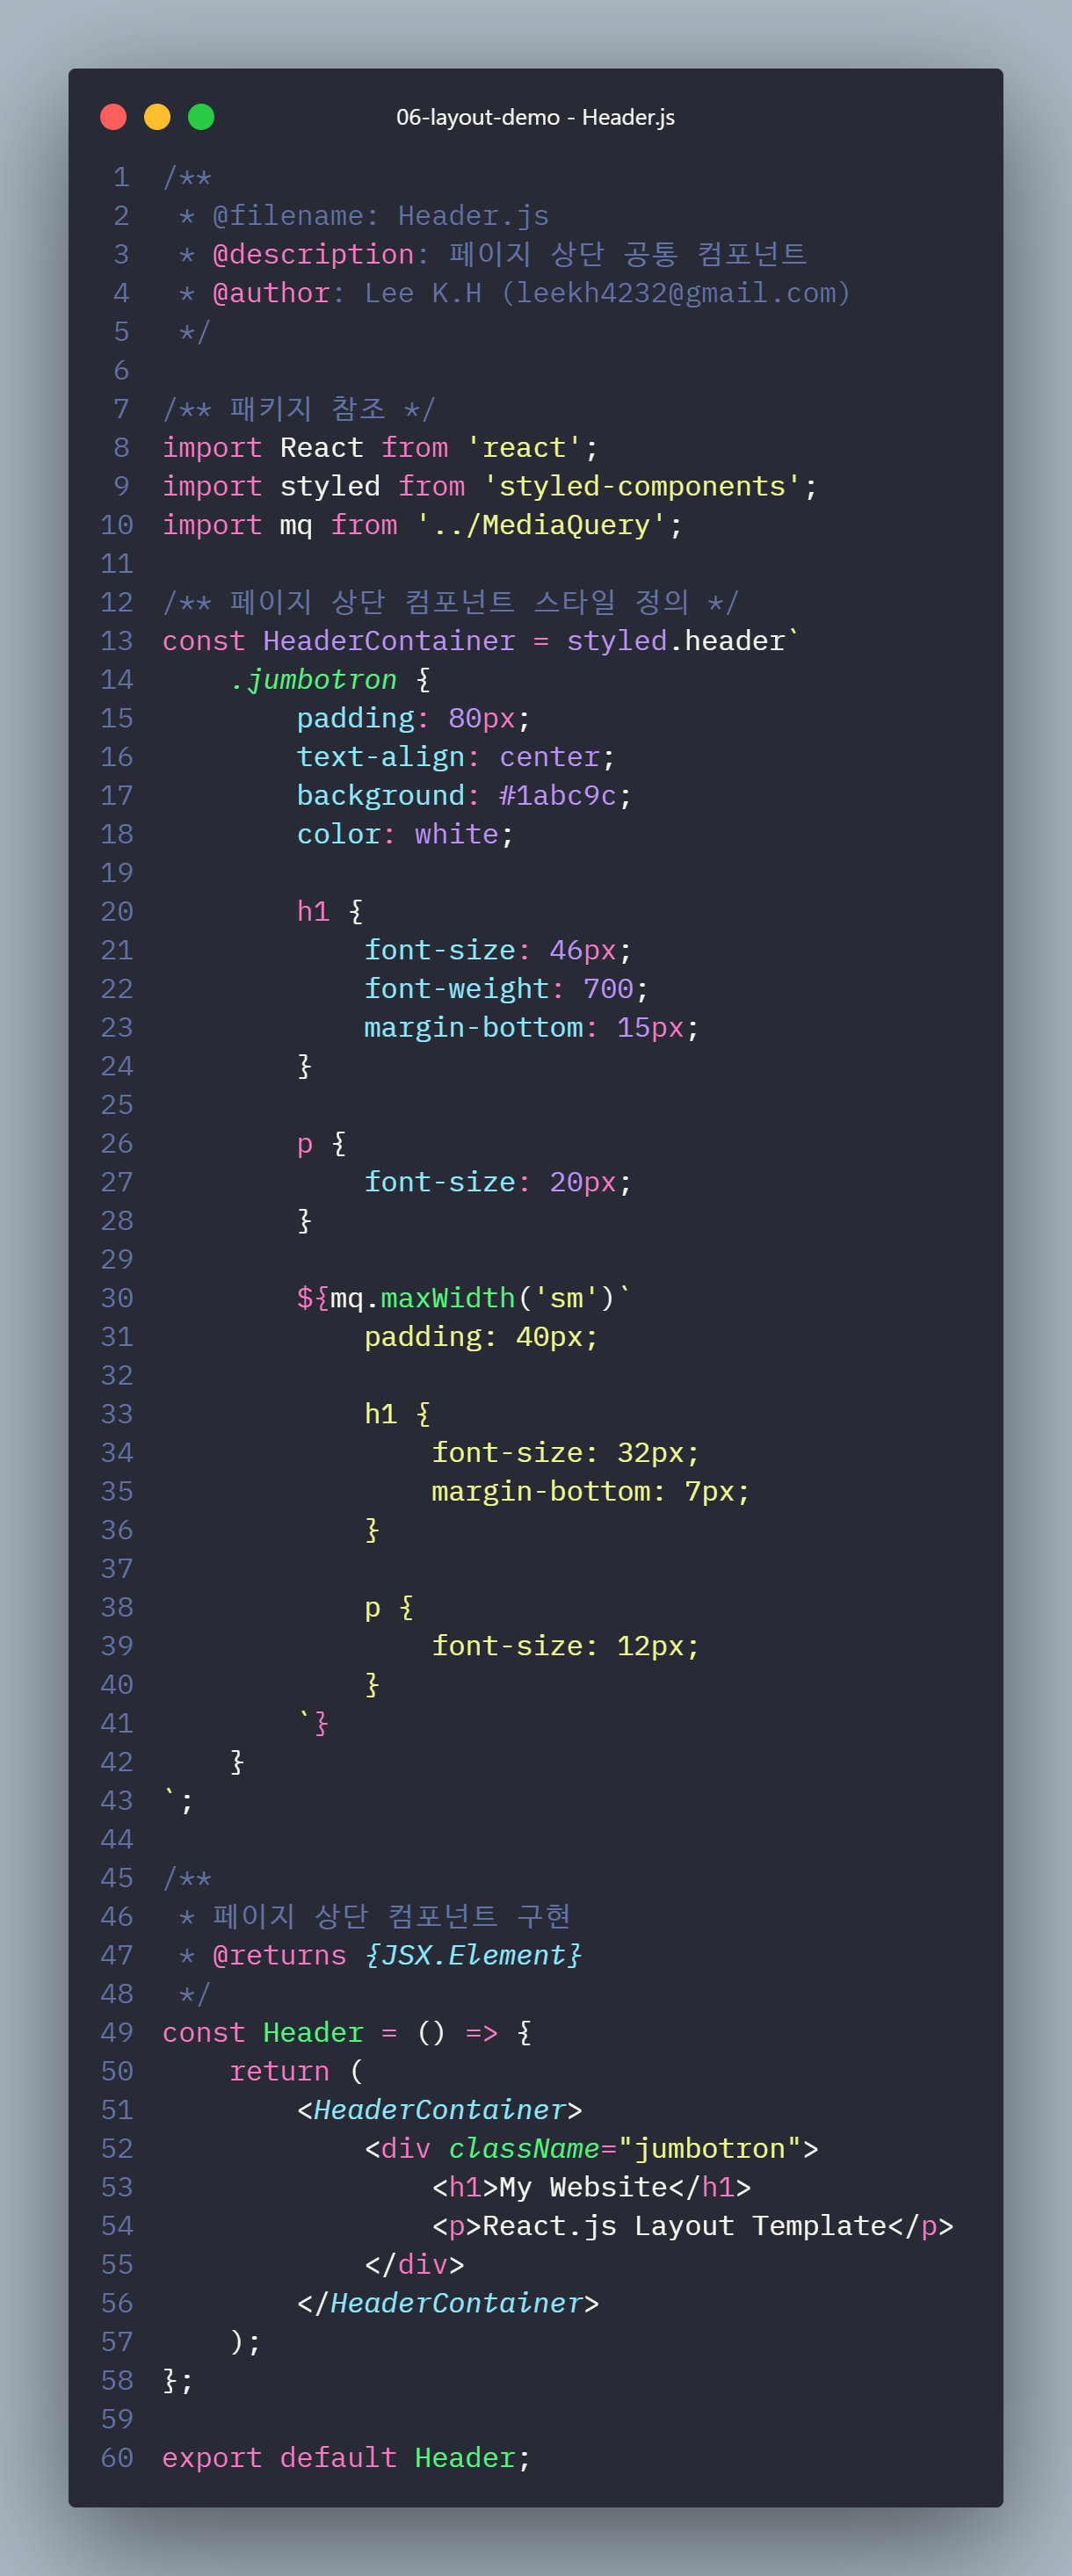 06-layout-demo - Header.js
1 /**
2  * @filename: Header.js
3  * @description: 페이지 상단 공통 컴포넌트
4  * @author: Lee K.H (leekh4232@gmail.com)
5  */
6
7 /** 패키지 참조 */
8 import React from 'react';
9 import styled from 'styled-components';
10 import mq from '../MediaQuery';
11
12 /** 페이지 상단 컴포넌트 스타일 정의 */
13 const HeaderContainer = styled.header`
14     .jumbotron {
15         padding: 80px;
16         text-align: center;
17         background: #1abc9c;
18         color: white;
19
20         h1 {
21             font-size: 46px;
22             font-weight: 700;
23             margin-bottom: 15px;
24         }
25
26         p {
27             font-size: 20px;
28         }
29
30         ${mq.maxWidth('sm')`
31             padding: 40px;
32
33             h1 {
34                 font-size: 32px;
35                 margin-bottom: 7px;
36             }
37
38             p {
39                 font-size: 12px;
40             }
41         `}
42     }
43 `;
44
45 /**
46  * 페이지 상단 컴포넌트 구현
47  * @returns {JSX.Element}
48  */
49 const Header = () => {
50     return (
51         <HeaderContainer>
52             <div className="jumbotron">
53                 <h1>My Website</h1>
54                 <p>React.js Layout Template</p>
55             </div>
56         </HeaderContainer>
57     );
58 };
59
60 export default Header;